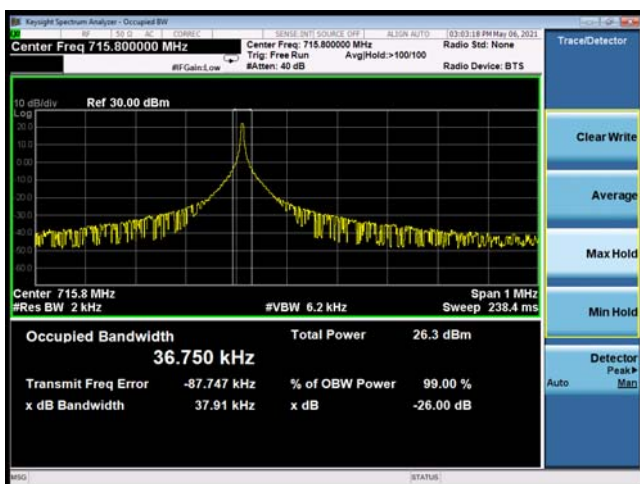 Keysight Spectrum Analyzer - Occupied BW
RF 50 Ω AC CORREC SENSE:INT SOURCE OFF ALIGN AUTO 03:03:18 PM May 06, 2021
Center Freq 715.800000 MHz
Center Freq: 715.800000 MHz
Radio Std: None
Trig: Free Run Avg|Hold:>100/100
#IFGain:Low #Atten: 40 dB Radio Device: BTS
Trace/Detector
10 dB/div Ref 30.00 dBm
Log
20.0
10.0
0.00
-10.0
-20.0
-30.0
-40.0
-50.0
-60.0
Center 715.8 MHz Span 1 MHz
#Res BW 2 kHz #VBW 6.2 kHz Sweep 238.4 ms
Occupied Bandwidth
36.750 kHz
Total Power 26.3 dBm
Transmit Freq Error -87.747 kHz % of OBW Power 99.00 %
x dB Bandwidth 37.91 kHz x dB -26.00 dB
Clear Write
Average
Max Hold
Min Hold
Detector
Peak▶
Auto Man
MSG STATUS